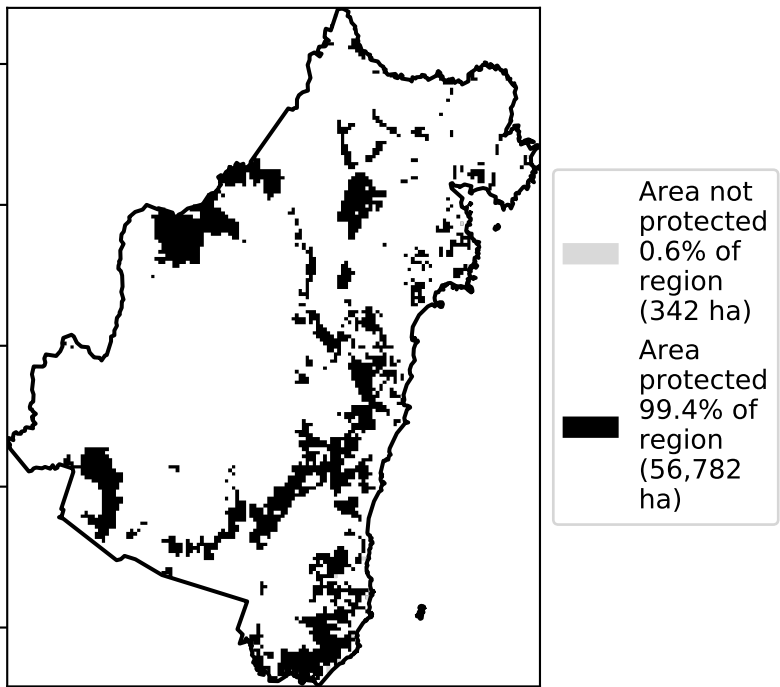 Area not
protected
0.6% of
region
(342 ha)
Area
protected
99.4% of
region
(56,782
ha)